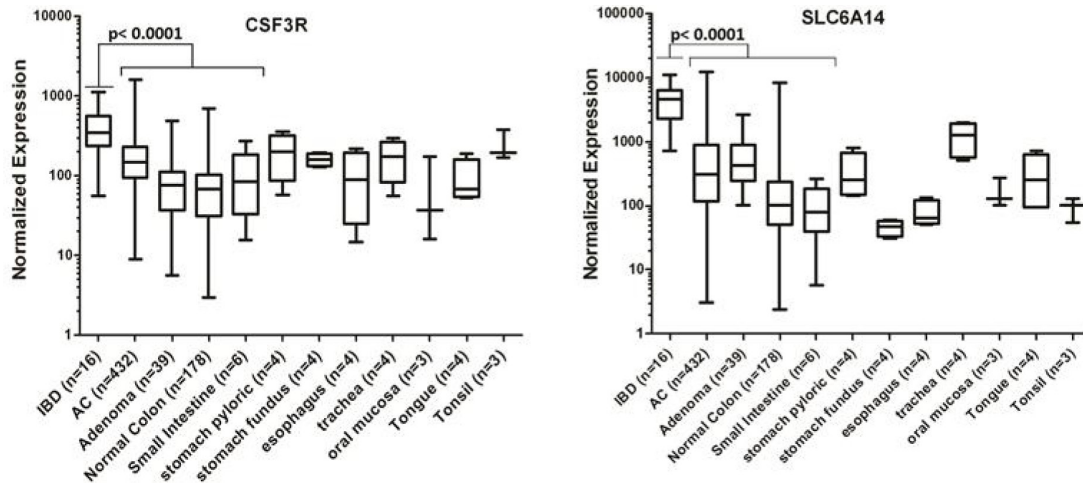 CSF3R
p< 0.0001
Normalized Expression
10000
1000
100
10
1
IBD (n=16)
AC (n=432)
Adenoma (n=39)
Normal Colon (n=178)
Small Intestine (n=6)
stomach pyloric (n=4)
stomach fundus (n=4)
esophagus (n=4)
trachea (n=4)
oral mucosa (n=3)
Tongue (n=4)
Tonsil (n=3)
SLC6A14
p< 0.0001
Normalized Expression
100000
10000
1000
100
10
1
IBD (n=16)
AC (n=432)
Adenoma (n=39)
Normal Colon (n=178)
Small Intestine (n=6)
stomach pyloric (n=4)
stomach fundus (n=4)
esophagus (n=4)
trachea (n=4)
oral mucosa (n=3)
Tongue (n=4)
Tonsil (n=3)